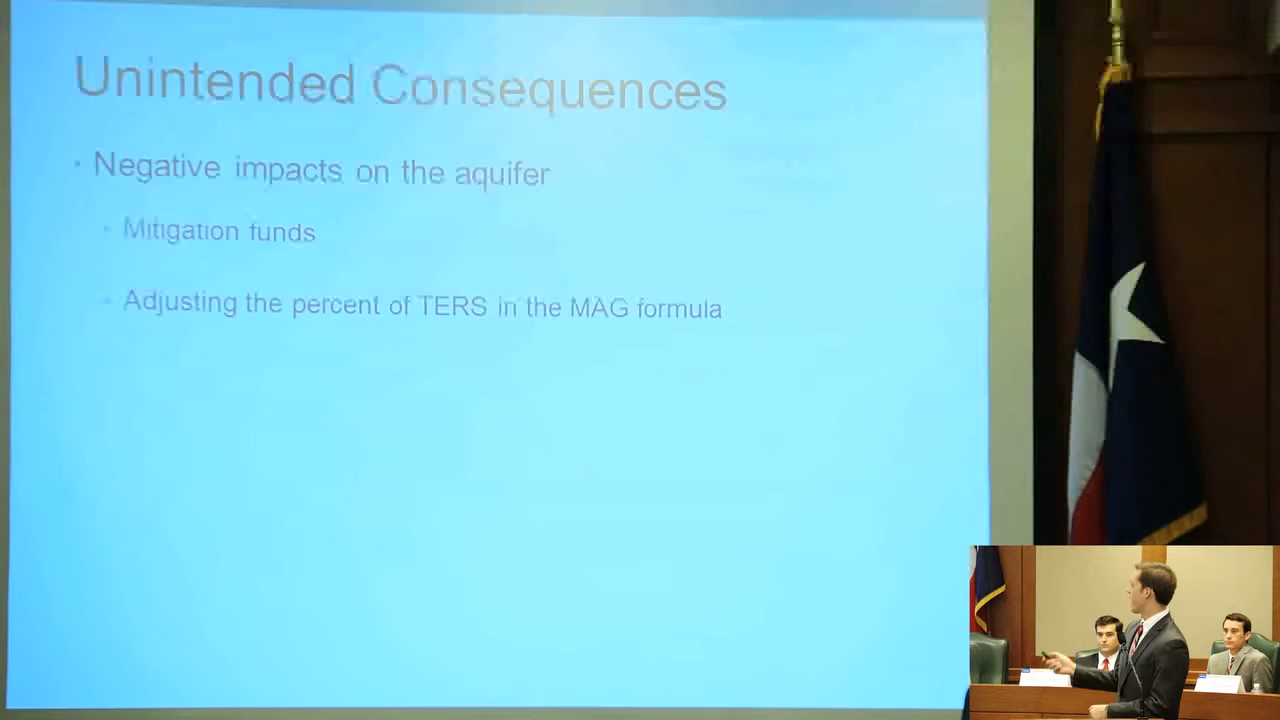 Unintended Consequences
• Negative impacts on the aquifer
• Mitigation funds
• Adjusting the percent of TERS in the MAG formula